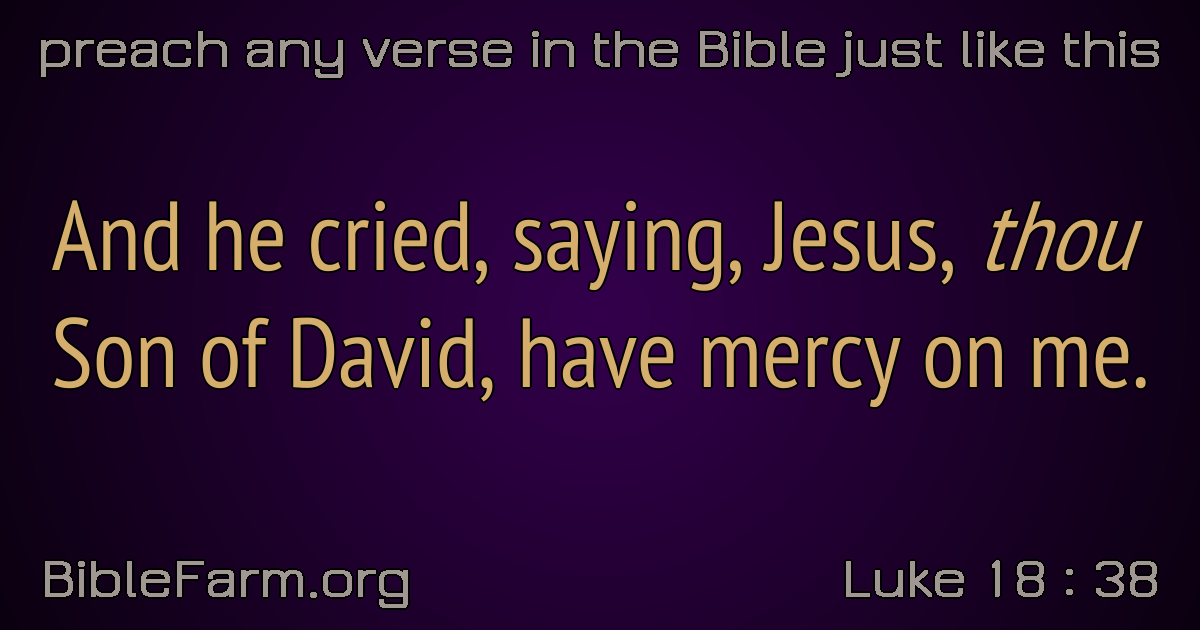 preach any verse in the Bible just like this
And he cried, saying, Jesus, thou
Son of David, have mercy on me.
BibleFarm.org
Luke 18 : 38